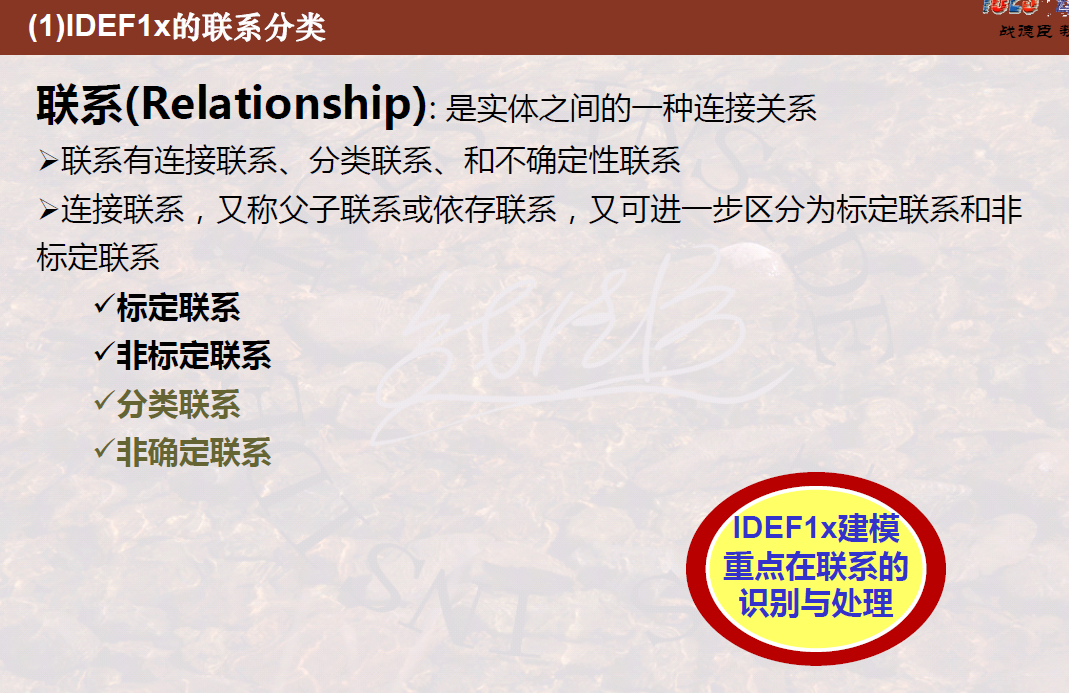 (1)IDEF1x的联系分类
战德臣
联系(Relationship): 是实体之间的一种连接关系
➢联系有连接联系、分类联系、和不确定性联系
➢连接联系，又称父子联系或依存联系，又可进一步区分为标定联系和非
标定联系
✓标定联系
✓非标定联系
✓分类联系
✓非确定联系
IDEF1x建模
重点在联系的
识别与处理